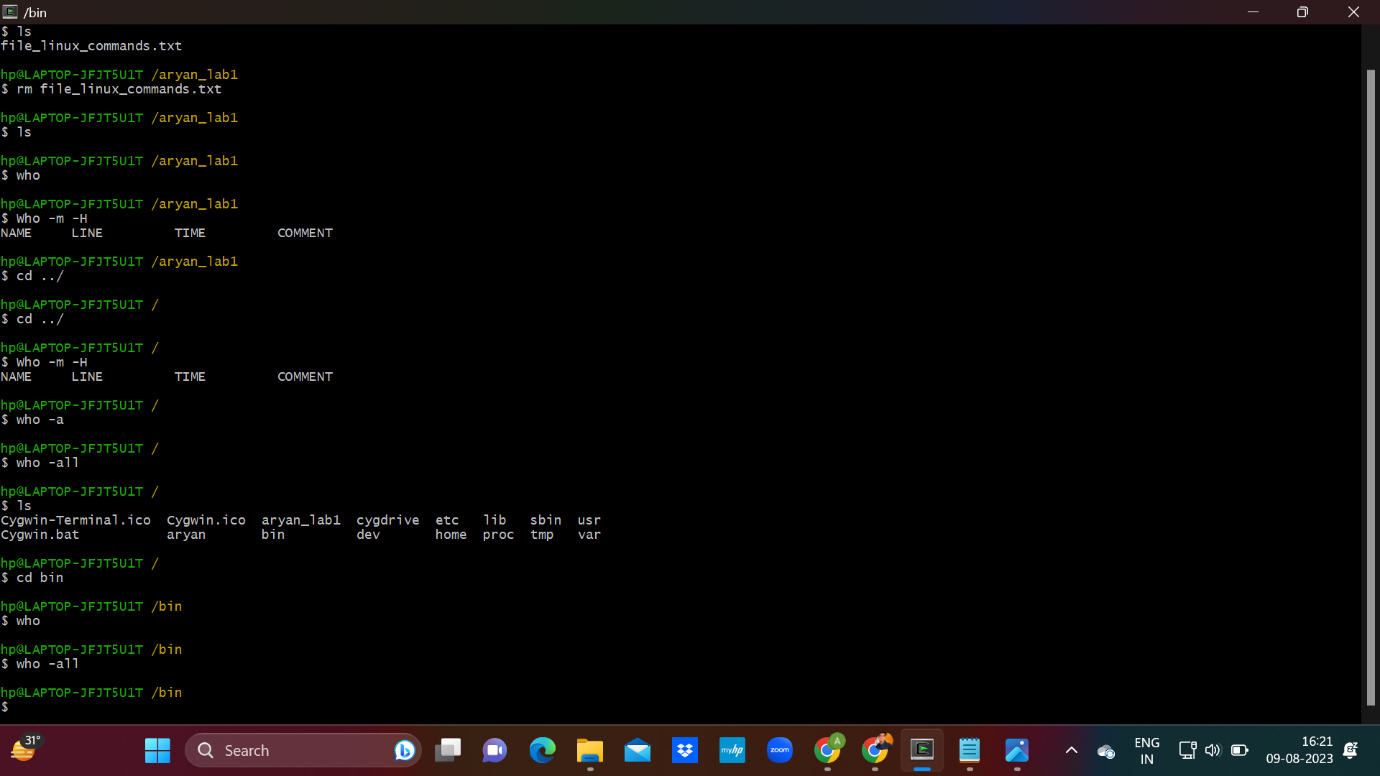 /bin
$ ls
file_linux_commands.txt
hp@LAPTOP-JFJT5U1T /aryan_lab1
$ rm file_linux_commands.txt
hp@LAPTOP-JFJT5U1T /aryan_lab1
$ ls
hp@LAPTOP-JFJT5U1T /aryan_lab1
$ who
hp@LAPTOP-JFJT5U1T /aryan_lab1
$ Who -m -H
NAME     LINE         TIME         COMMENT
hp@LAPTOP-JFJT5U1T /aryan_lab1
$ cd ../
hp@LAPTOP-JFJT5U1T /
$ cd ../
hp@LAPTOP-JFJT5U1T /
$ Who -m -H
NAME     LINE         TIME         COMMENT
hp@LAPTOP-JFJT5U1T /
$ who -a
hp@LAPTOP-JFJT5U1T /
$ who -all
hp@LAPTOP-JFJT5U1T /
$ ls
Cygwin-Terminal.ico  Cygwin.ico  aryan_lab1  cygdrive  etc   lib   sbin  usr
Cygwin.bat           aryan       bin         dev       home  proc  tmp   var
hp@LAPTOP-JFJT5U1T /
$ cd bin
hp@LAPTOP-JFJT5U1T /bin
$ who
hp@LAPTOP-JFJT5U1T /bin
$ who -all
hp@LAPTOP-JFJT5U1T /bin
$
31°
Search
myhp
zoom
A
ENG
IN
16:21
09-08-2023